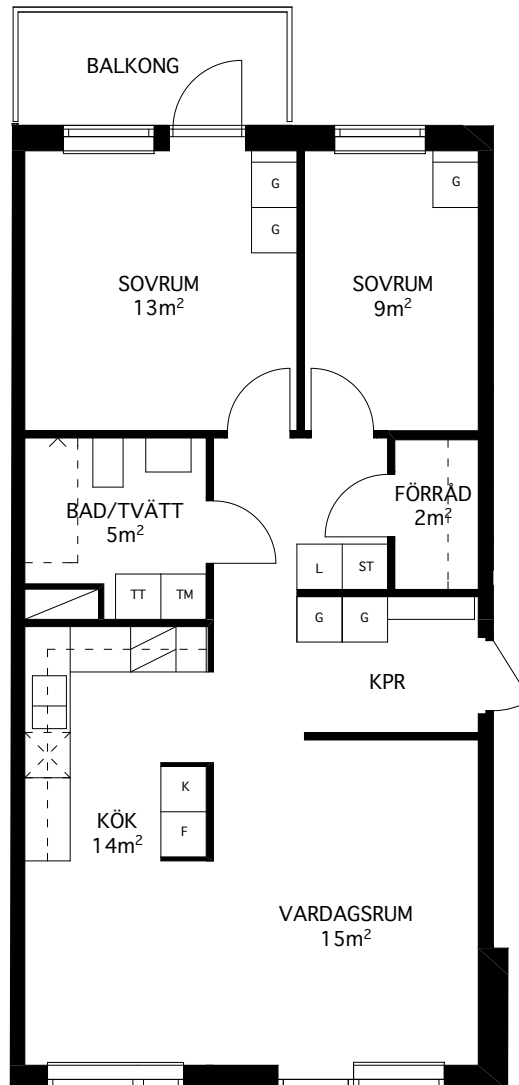 BALKONG
G
G
G
SOVRUM
13m²
SOVRUM
9m²
BAD/TVÄTT
5m²
FÖRRÅD
2m²
TT
TM
L
ST
G
G
KPR
K
F
KÖK
14m²
VARDAGSRUM
15m²